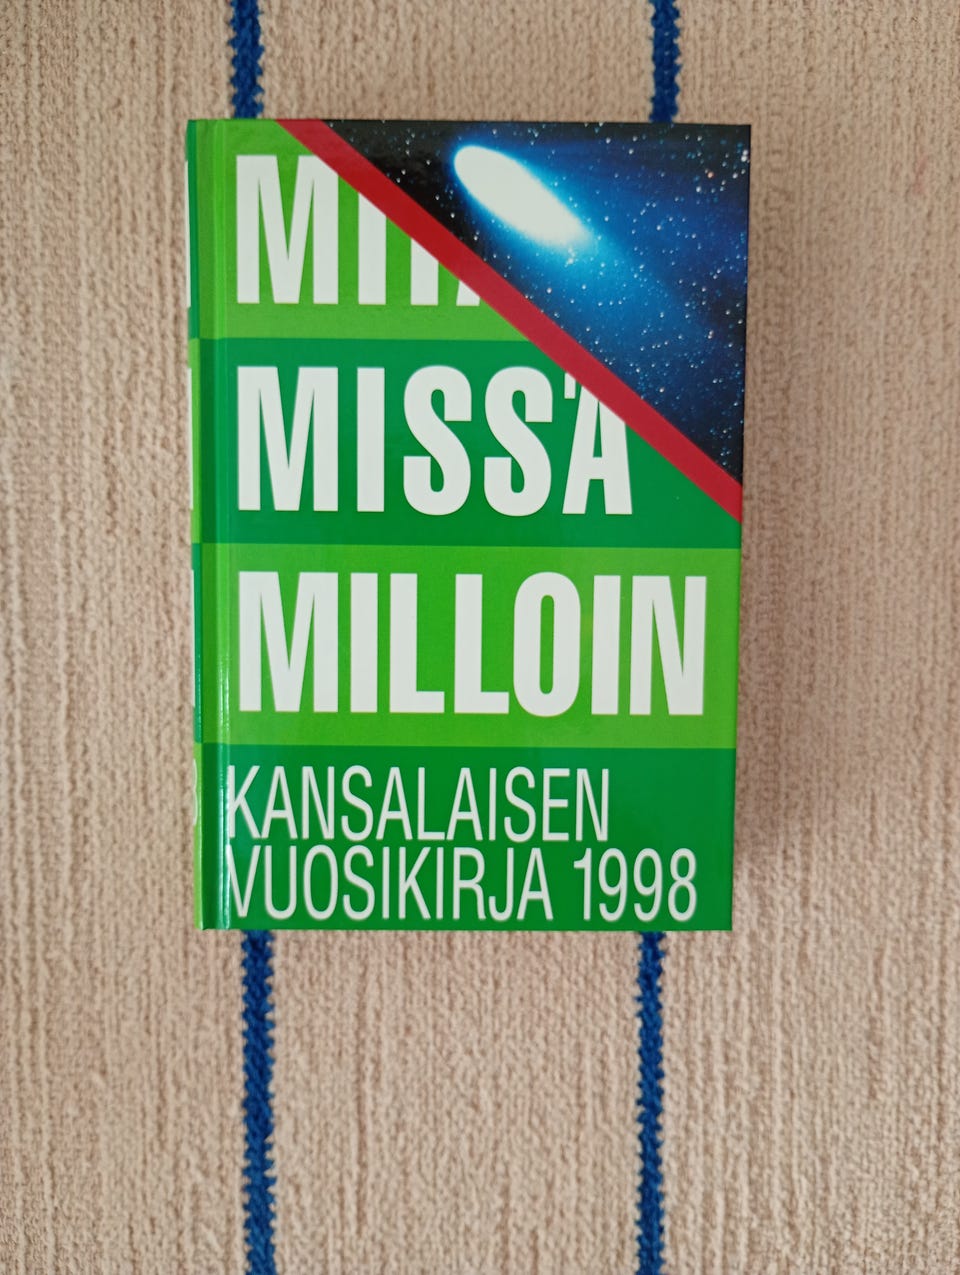 MISSÄ
MILLOIN
KANSALAISEN
VUOSIKIRJA 1998